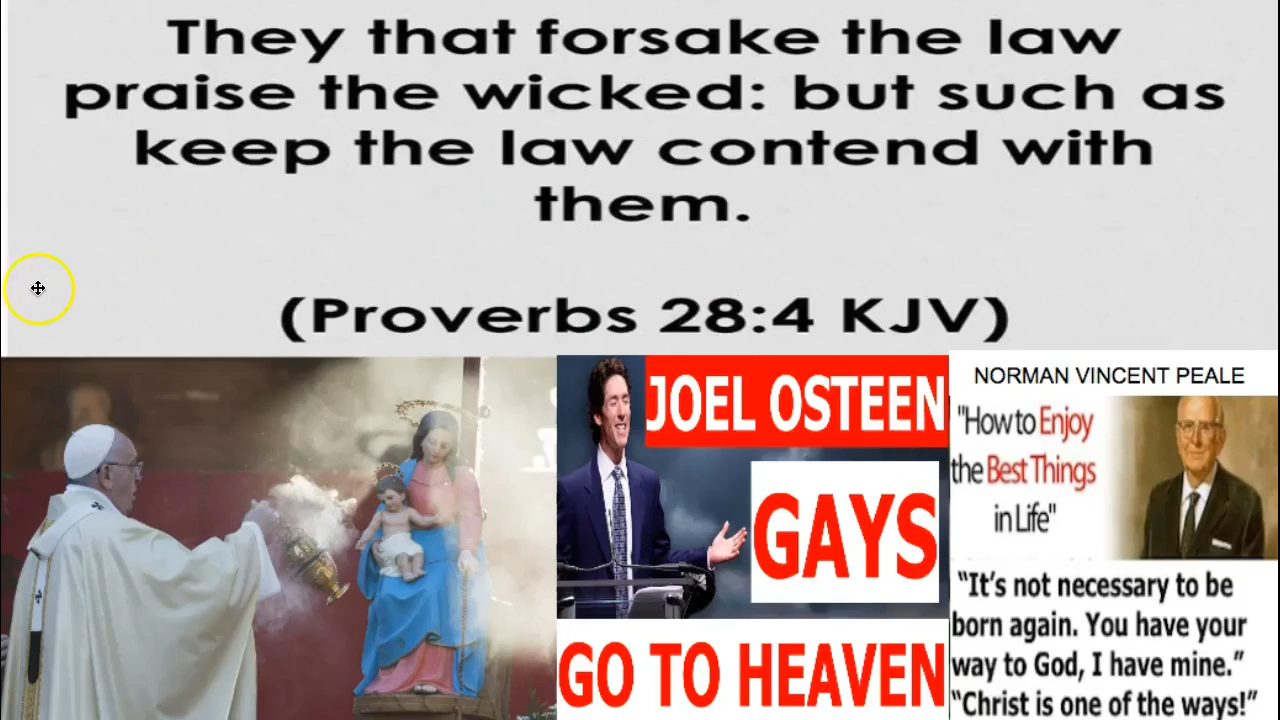 They that forsake the law
praise the wicked: but such as
keep the law contend with
them.
(Proverbs 28:4 KJV)
JOEL OSTEEN
GAYS
GO TO HEAVEN
NORMAN VINCENT PEALE
"How to Enjoy
the Best Things
in Life"
“It’s not necessary to be
born again. You have your
way to God, I have mine.”
“Christ is one of the ways!”